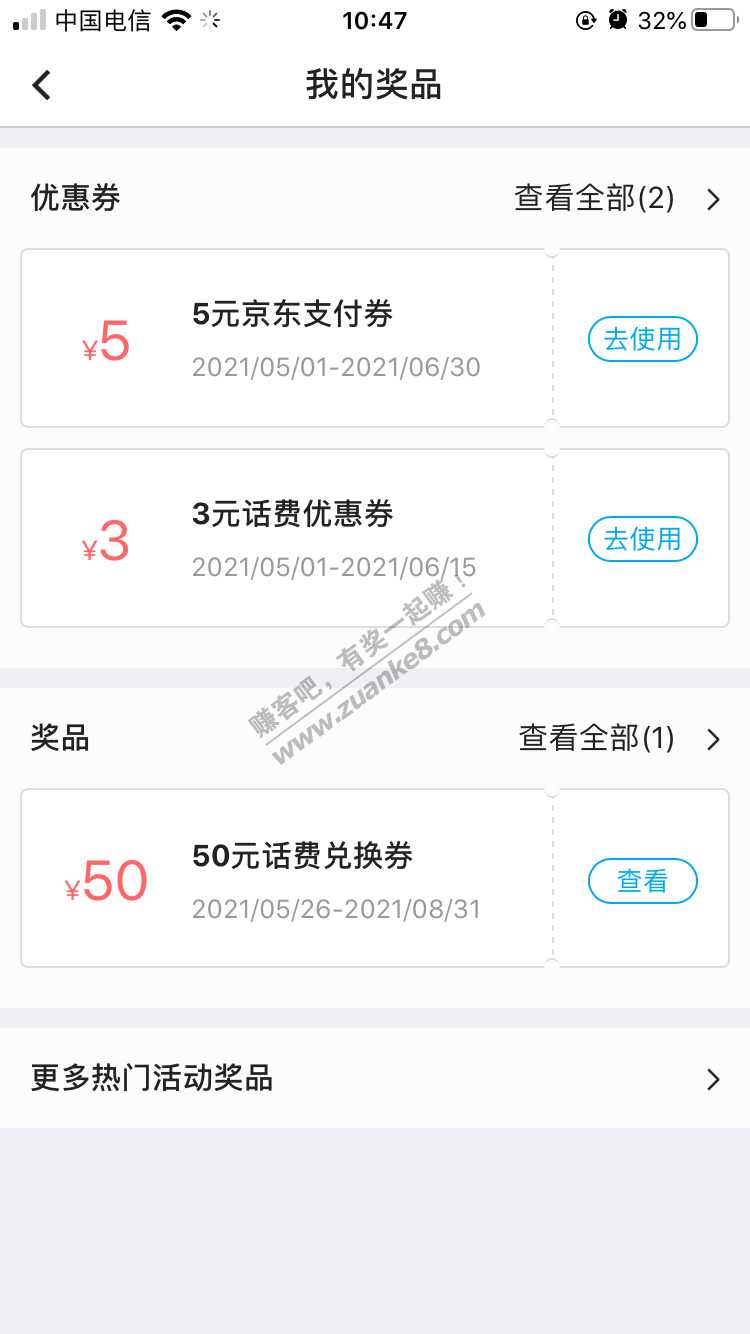 中国电信 10:47 32%
我的奖品
优惠券 查看全部(2)
¥5 5元京东支付券 去使用
2021/05/01-2021/06/30
¥3 3元话费优惠券 去使用
2021/05/01-2021/06/15
赚客吧，有奖一起赚！
www.zuanke8.com
奖品 查看全部(1)
¥50 50元话费兑换券 查看
2021/05/26-2021/08/31
更多热门活动奖品